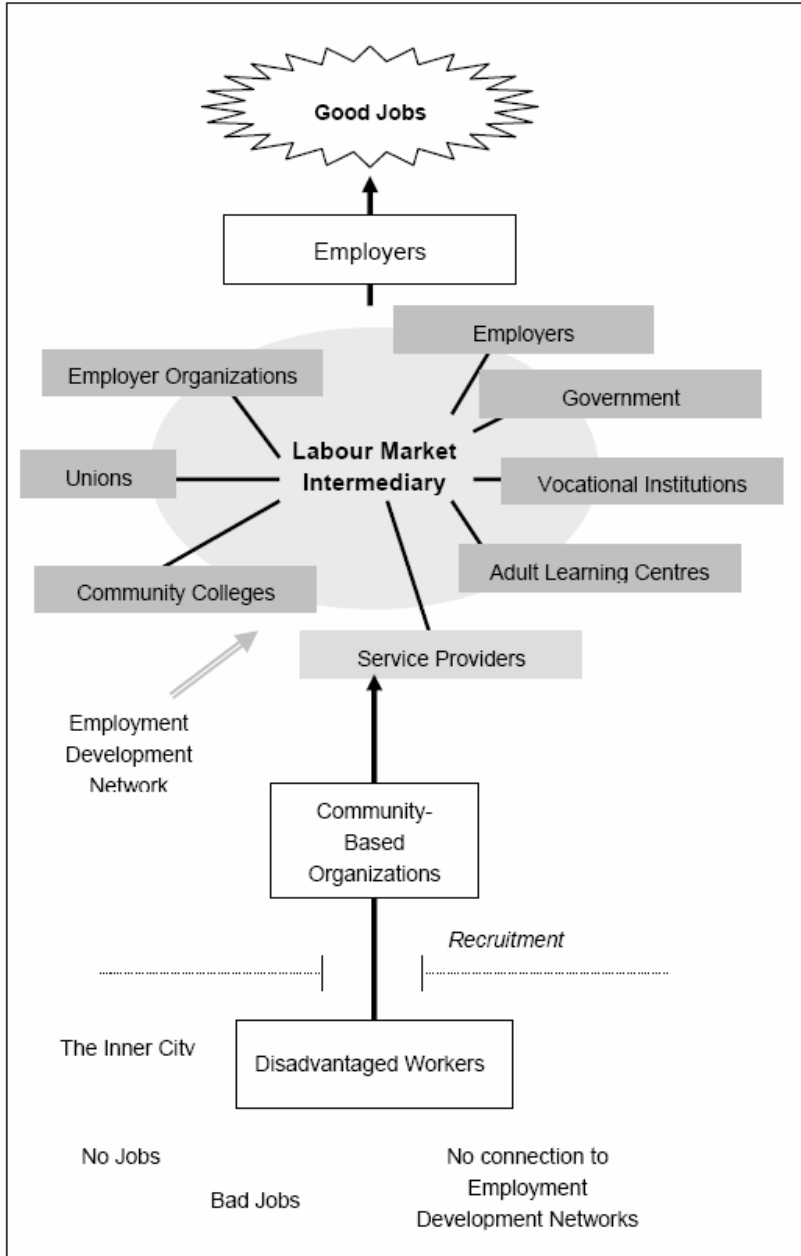 Good Jobs
Employers
Employers
Employer Organizations
Government
Labour Market
Intermediary
Unions
Vocational Institutions
Adult Learning Centres
Community Colleges
Service Providers
Employment
Development
Network
Community-
Based
Organizations
Recruitment
The Inner City
Disadvantaged Workers
No Jobs
Bad Jobs
No connection to
Employment
Development Networks